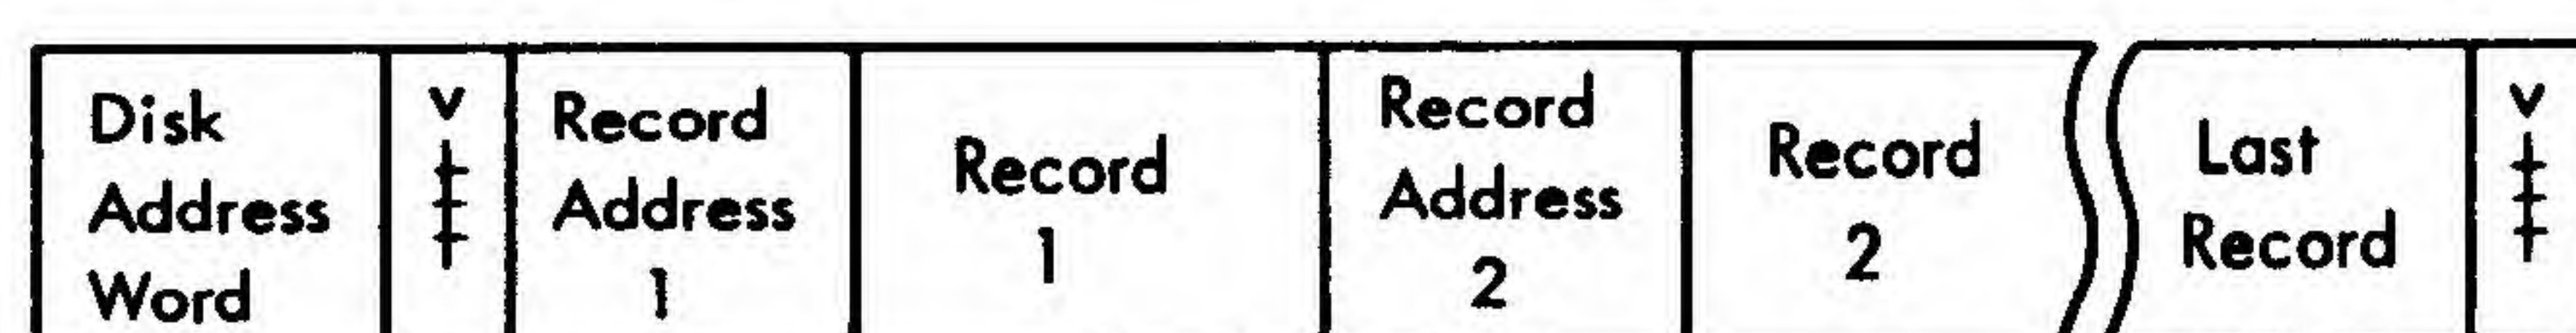 Disk
Address
Word
v
⯒
Record
Address
1
Record
1
Record
Address
2
Record
2
Last
Record
v
⯒